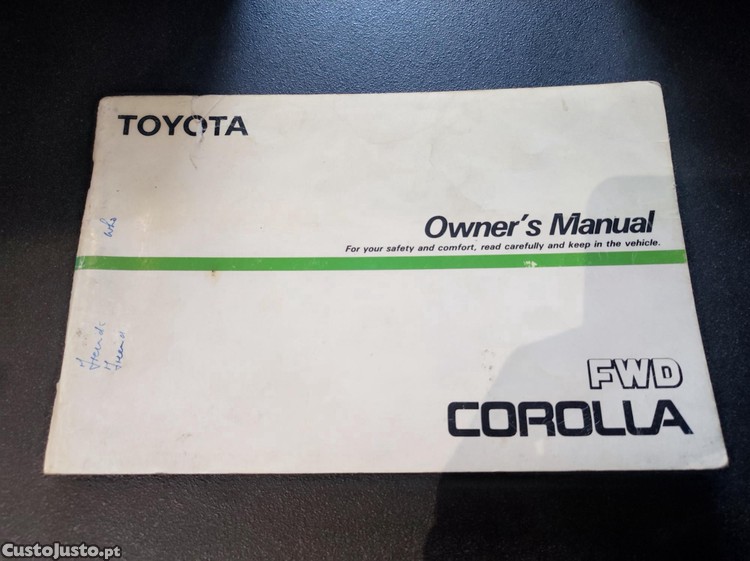 TOYOTA
Owner's Manual
For your safety and comfort, read carefully and keep in the vehicle.
FWD
COROLLA
CustoJusto.pt